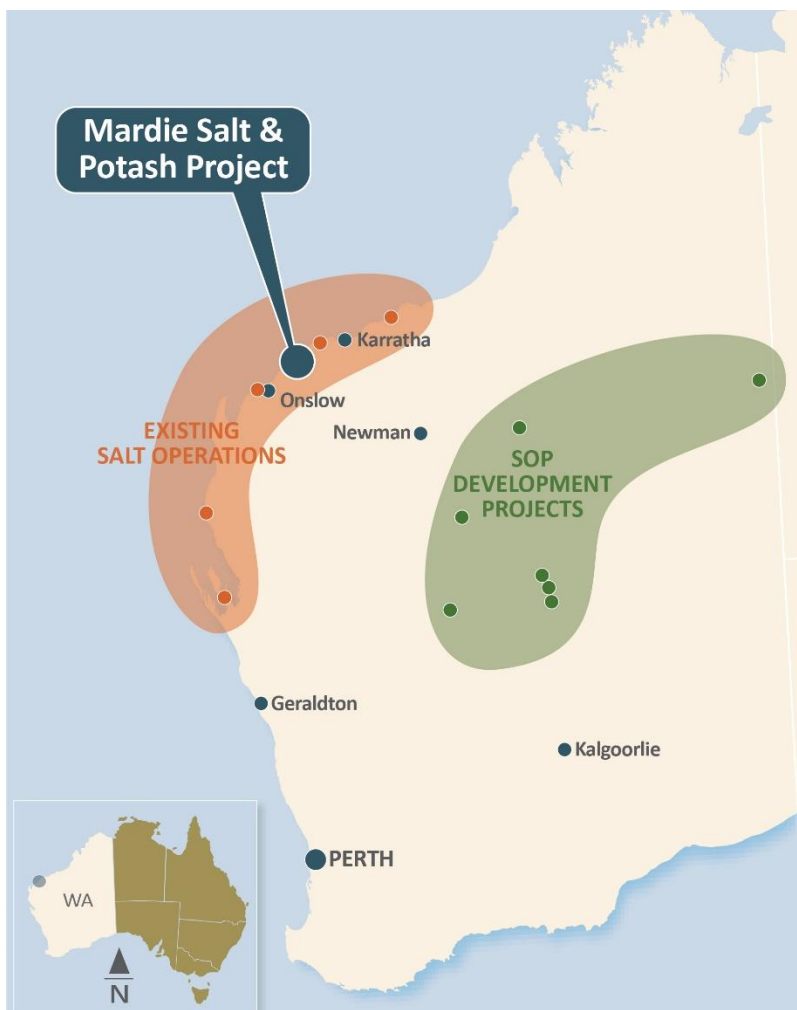 Mardie Salt &
Potash Project
Karratha
Onslow
EXISTING
SALT OPERATIONS
Newman
SOP
DEVELOPMENT
PROJECTS
Geraldton
Kalgoorlie
PERTH
WA
N